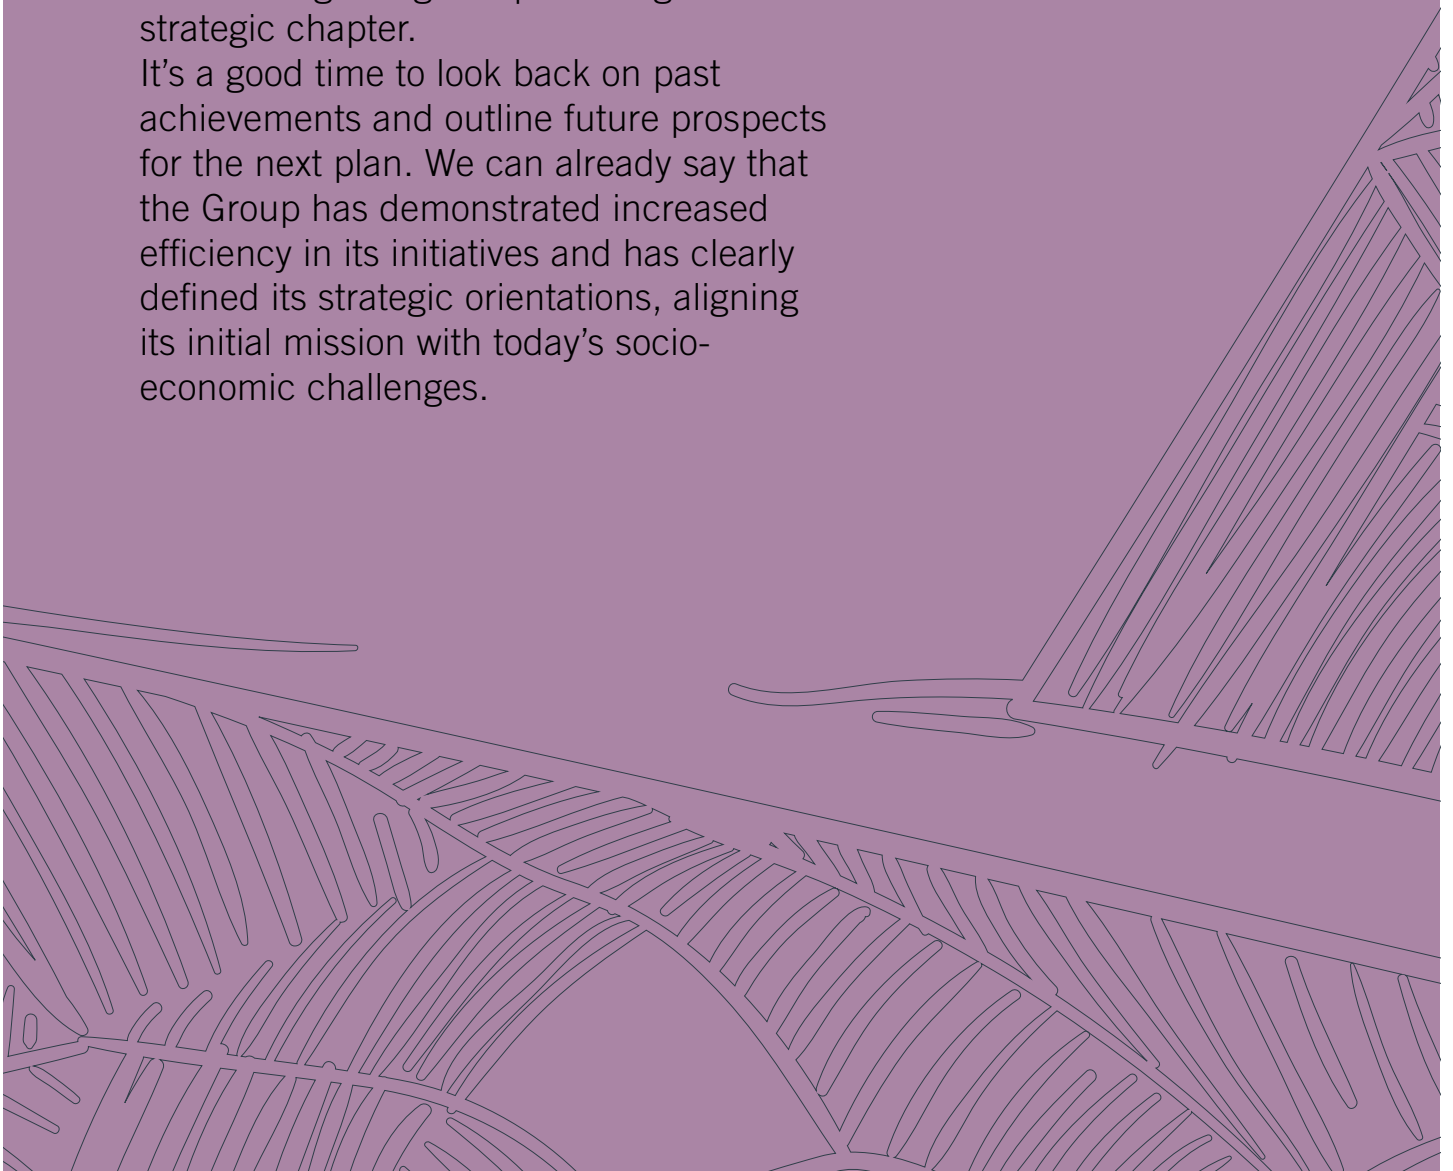 strategic chapter.
It’s a good time to look back on past
achievements and outline future prospects
for the next plan. We can already say that
the Group has demonstrated increased
efficiency in its initiatives and has clearly
defined its strategic orientations, aligning
its initial mission with today’s socio-
economic challenges.